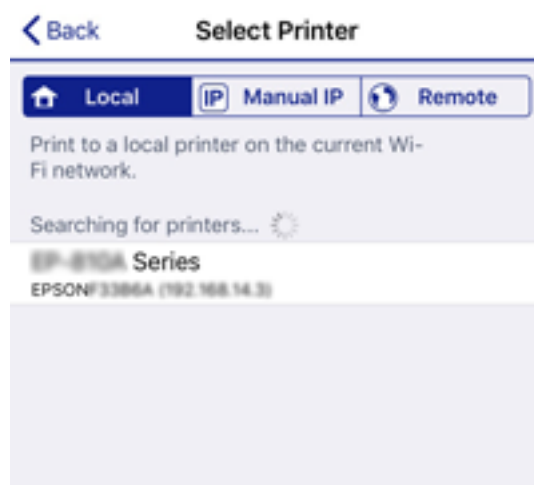 Back
Select Printer
Local
IP
Manual IP
Remote
Print to a local printer on the current Wi-
Fi network.
Searching for printers...
Series
EPSON